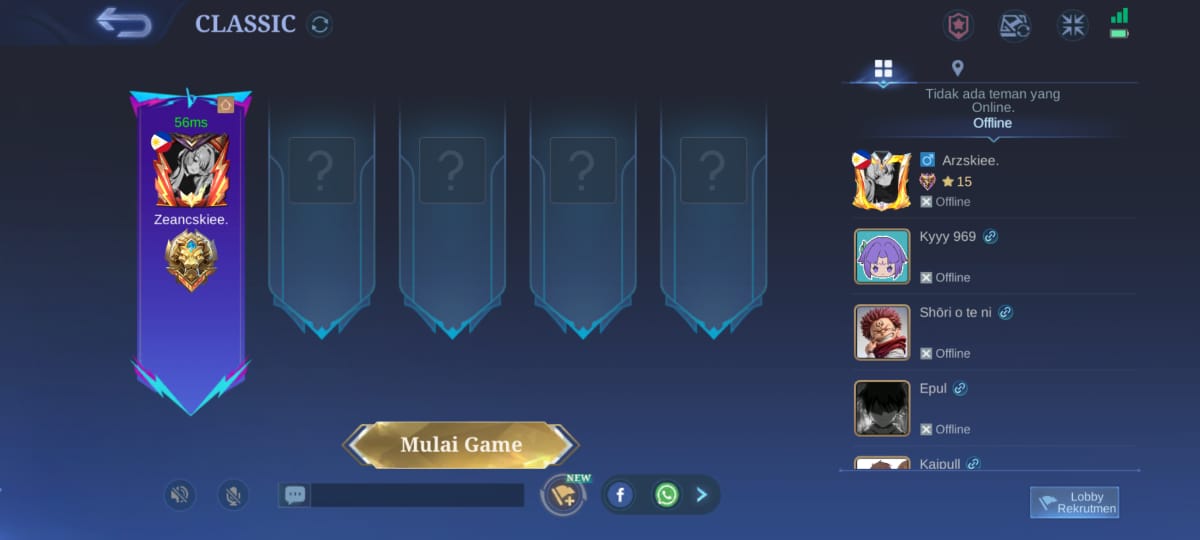 CLASSIC
56ms
Zeancskiee.
?
?
?
?
Mulai Game
NEW
Tidak ada teman yang
Online.
Offline
Arzskiee.
15
Offline
Kyyy 969
Offline
Shōri o te ni
Offline
Epul
Offline
Kaipull
Lobby
Rekrutmen